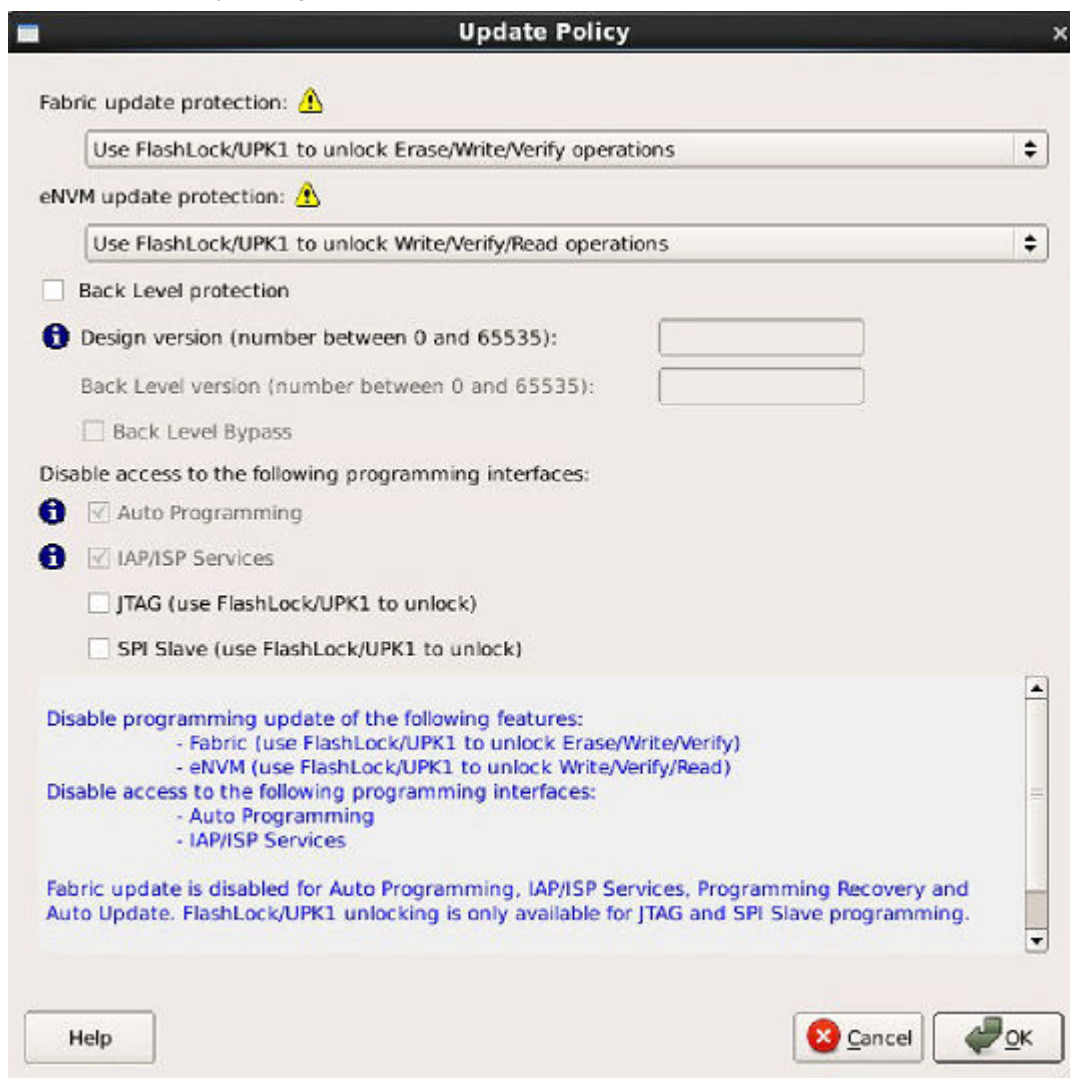 Update Policy
Fabric update protection:
Use FlashLock/UPK1 to unlock Erase/Write/Verify operations
eNVM update protection:
Use FlashLock/UPK1 to unlock Write/Verify/Read operations
Back Level protection
Design version (number between 0 and 65535):
Back Level version (number between 0 and 65535):
Back Level Bypass
Disable access to the following programming interfaces:
Auto Programming
IAP/ISP Services
JTAG (use FlashLock/UPK1 to unlock)
SPI Slave (use FlashLock/UPK1 to unlock)
Disable programming update of the following features:
- Fabric (use FlashLock/UPK1 to unlock Erase/Write/Verify)
- eNVM (use FlashLock/UPK1 to unlock Write/Verify/Read)
Disable access to the following programming interfaces:
- Auto Programming
- IAP/ISP Services
Fabric update is disabled for Auto Programming, IAP/ISP Services, Programming Recovery and
Auto Update. FlashLock/UPK1 unlocking is only available for JTAG and SPI Slave programming.
Help
Cancel
OK